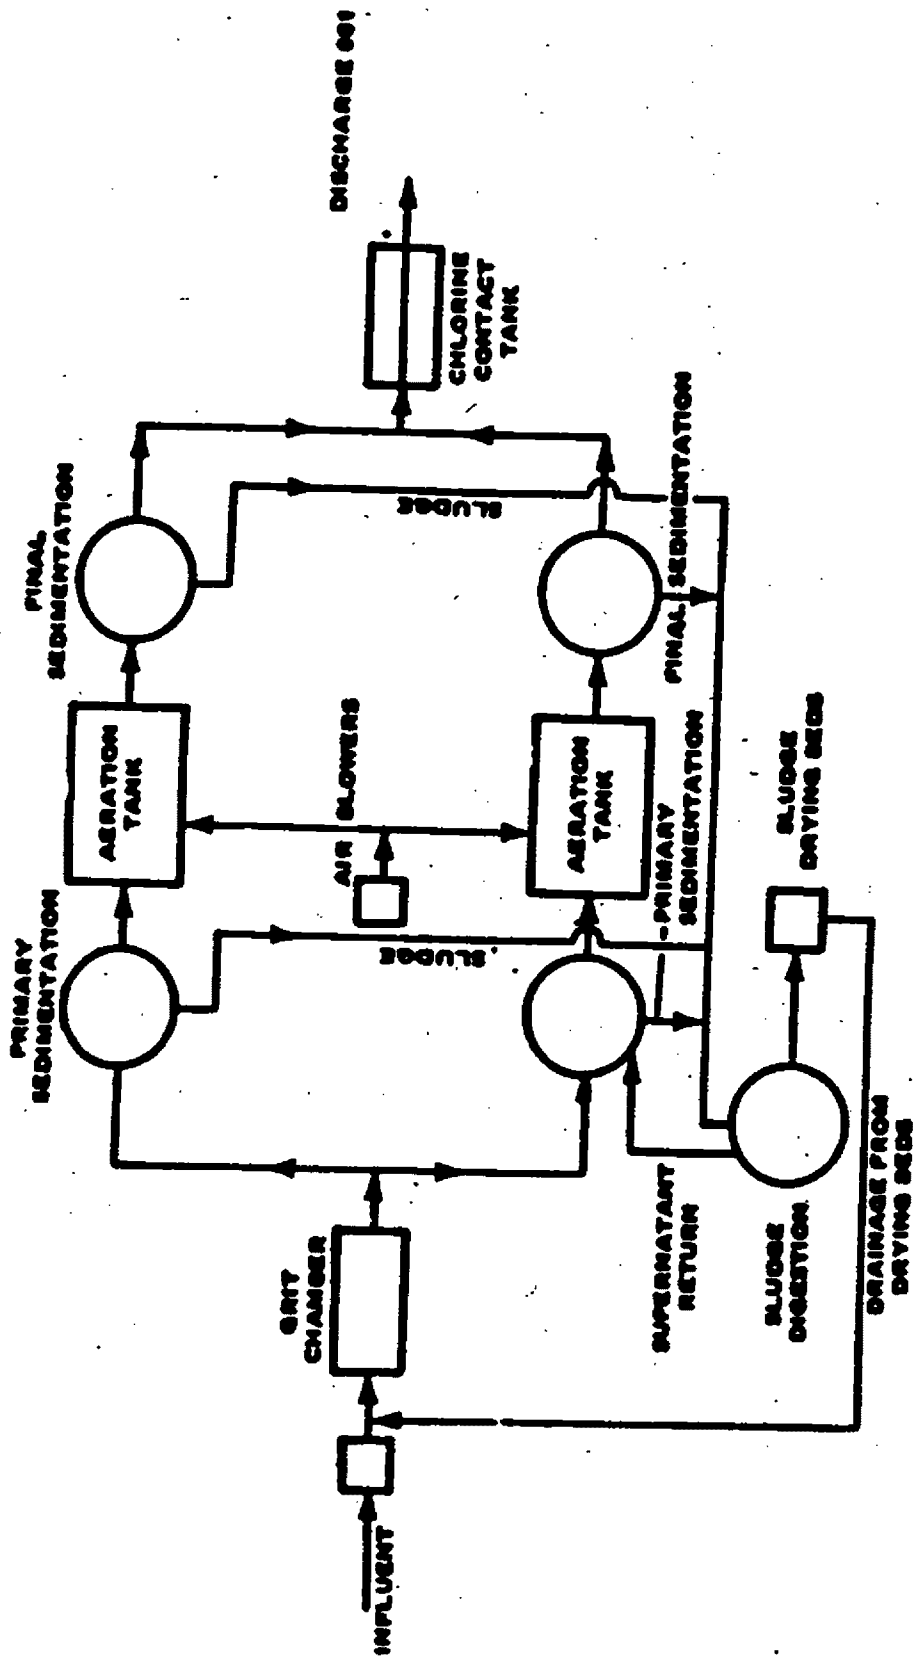 PRIMARY
SEDIMENTATION
AERATION
TANK
FINAL
SEDIMENTATION
SLUDGE
SLUDGE
INFLUENT
GRIT
CHAMBER
AIR BLOWERS
CHLORINE
CONTACT
TANK
DISCHARGE 001
AERATION
TANK
PRIMARY
SEDIMENTATION
FINAL SEDIMENTATION
SUPERNATANT
RETURN
SLUDGE
DIGESTION
SLUDGE
DRYING BEDS
DRAINAGE FROM
DRYING BEDS